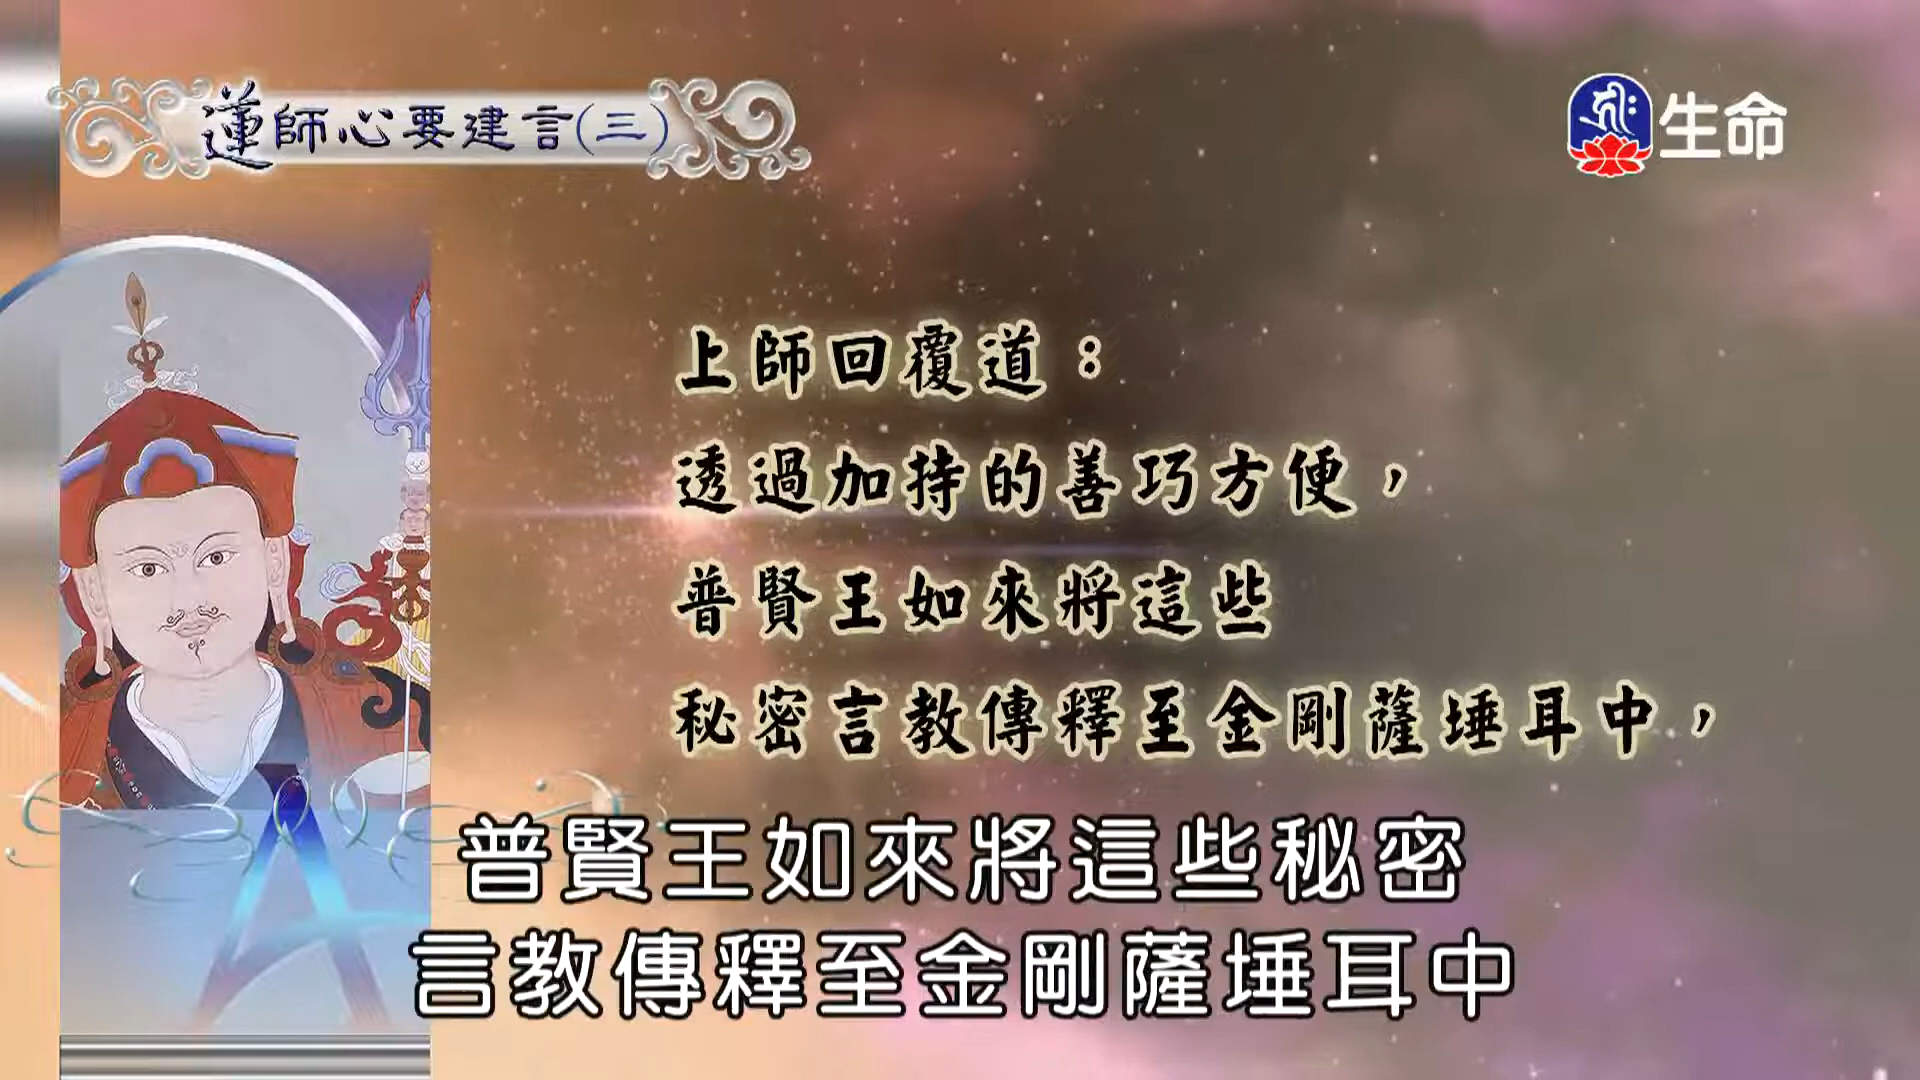 蓮師心要建言(三)
生命
上師回覆道：
透過加持的善巧方便，
普賢王如來將這些
秘密言教傳釋至金剛薩埵耳中，
普賢王如來將這些秘密
言教傳釋至金剛薩埵耳中